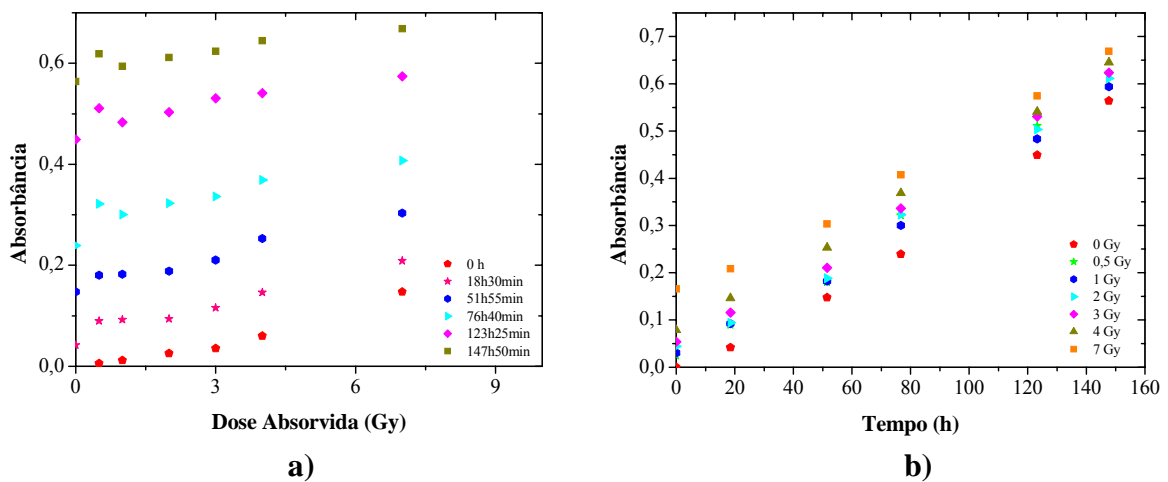 0,6
0,4
0,2
0,0
Absorbância
0
3
6
9
Dose Absorvida (Gy)
0 h
18h30min
51h55min
76h40min
123h25min
147h50min
a)
0,7
0,6
0,5
0,4
0,3
0,2
0,1
0,0
Absorbância
0
20
40
60
80
100
120
140
160
Tempo (h)
0 Gy
0,5 Gy
1 Gy
2 Gy
3 Gy
4 Gy
7 Gy
b)